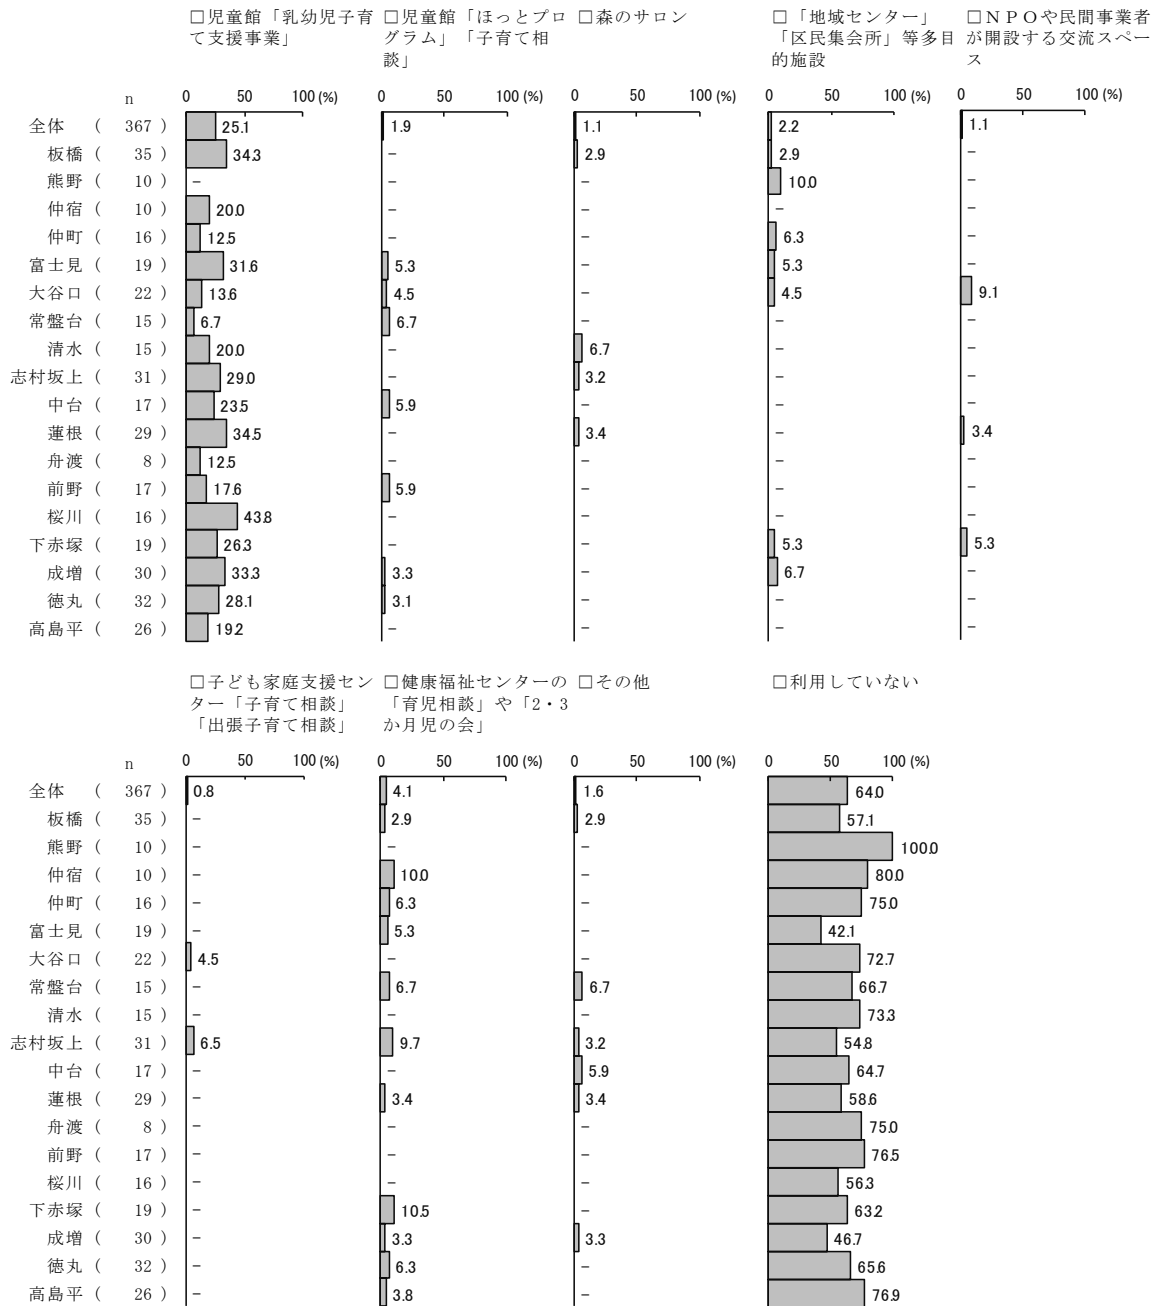 □児童館「乳幼児子育
て支援事業」
□児童館「ほっとプロ
グラム」「子育て相
談」
□森のサロン
□「地域センター」
「区民集会所」等多目
的施設
□ＮＰＯや民間事業者
が開設する交流スペー
ス
n 0 50 100 (%) 0 50 100 (%) 0 50 100 (%) 0 50 100 (%) 0 50 100 (%)
全体 ( 367 ) 25.1 1.9 1.1 2.2 1.1
板橋 ( 35 ) 34.3 － 2.9 2.9 －
熊野 ( 10 ) － － － 10.0 －
仲宿 ( 10 ) 20.0 － － － －
仲町 ( 16 ) 12.5 － － 6.3 －
富士見 ( 19 ) 31.6 5.3 － 5.3 －
大谷口 ( 22 ) 13.6 4.5 － 4.5 9.1
常盤台 ( 15 ) 6.7 6.7 － － －
清水 ( 15 ) 20.0 － 6.7 － －
志村坂上 ( 31 ) 29.0 － 3.2 － －
中台 ( 17 ) 23.5 5.9 － － －
蓮根 ( 29 ) 34.5 － 3.4 － 3.4
舟渡 ( 8 ) 12.5 － － － －
前野 ( 17 ) 17.6 5.9 － － －
桜川 ( 16 ) 43.8 － － － －
下赤塚 ( 19 ) 26.3 － － 5.3 5.3
成増 ( 30 ) 33.3 3.3 － 6.7 －
徳丸 ( 32 ) 28.1 3.1 － － －
高島平 ( 26 ) 19.2 － － － －
□子ども家庭支援セン
ター「子育て相談」
「出張子育て相談」
□健康福祉センターの
「育児相談」や「2・3
か月児の会」
□その他
□利用していない
n 0 50 100 (%) 0 50 100 (%) 0 50 100 (%) 0 50 100 (%)
全体 ( 367 ) 0.8 4.1 1.6 64.0
板橋 ( 35 ) － 2.9 2.9 57.1
熊野 ( 10 ) － － － 100.0
仲宿 ( 10 ) － 10.0 － 80.0
仲町 ( 16 ) － 6.3 － 75.0
富士見 ( 19 ) － 5.3 － 42.1
大谷口 ( 22 ) 4.5 － － 72.7
常盤台 ( 15 ) － 6.7 6.7 66.7
清水 ( 15 ) － － － 73.3
志村坂上 ( 31 ) 6.5 9.7 3.2 54.8
中台 ( 17 ) － － 5.9 64.7
蓮根 ( 29 ) － 3.4 3.4 58.6
舟渡 ( 8 ) － － － 75.0
前野 ( 17 ) － － － 76.5
桜川 ( 16 ) － － － 56.3
下赤塚 ( 19 ) － 10.5 － 63.2
成増 ( 30 ) － 3.3 3.3 46.7
徳丸 ( 32 ) － 6.3 － 65.6
高島平 ( 26 ) － 3.8 － 76.9